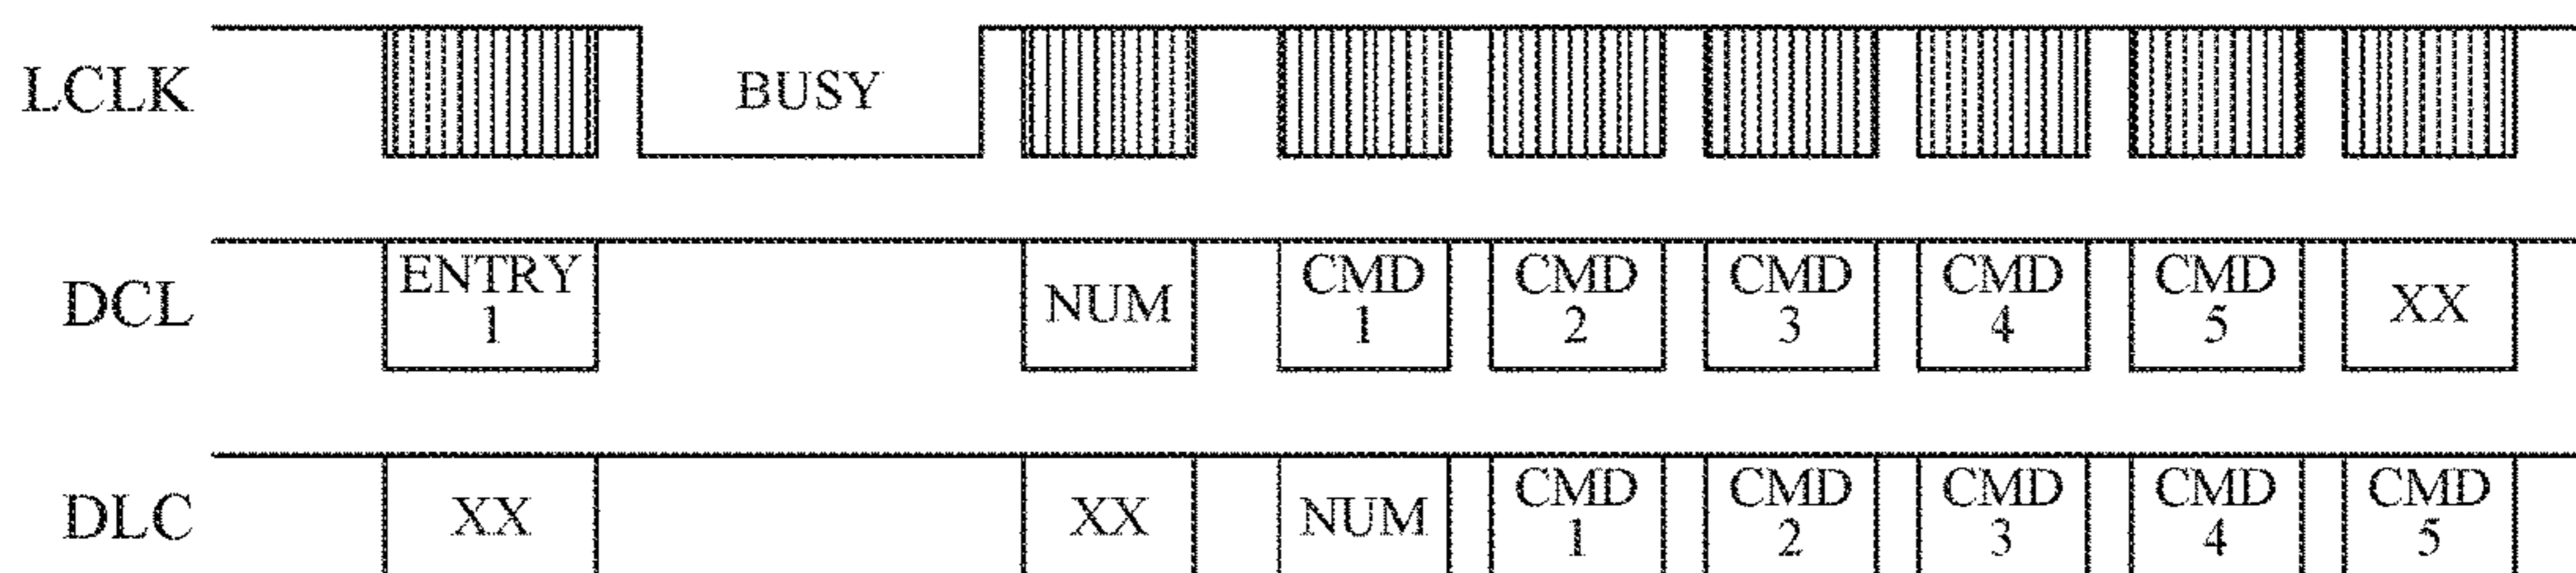 LCLK BUSY
DCL ENTRY 1 NUM CMD 1 CMD 2 CMD 3 CMD 4 CMD 5 XX
DLC XX XX NUM CMD 1 CMD 2 CMD 3 CMD 4 CMD 5